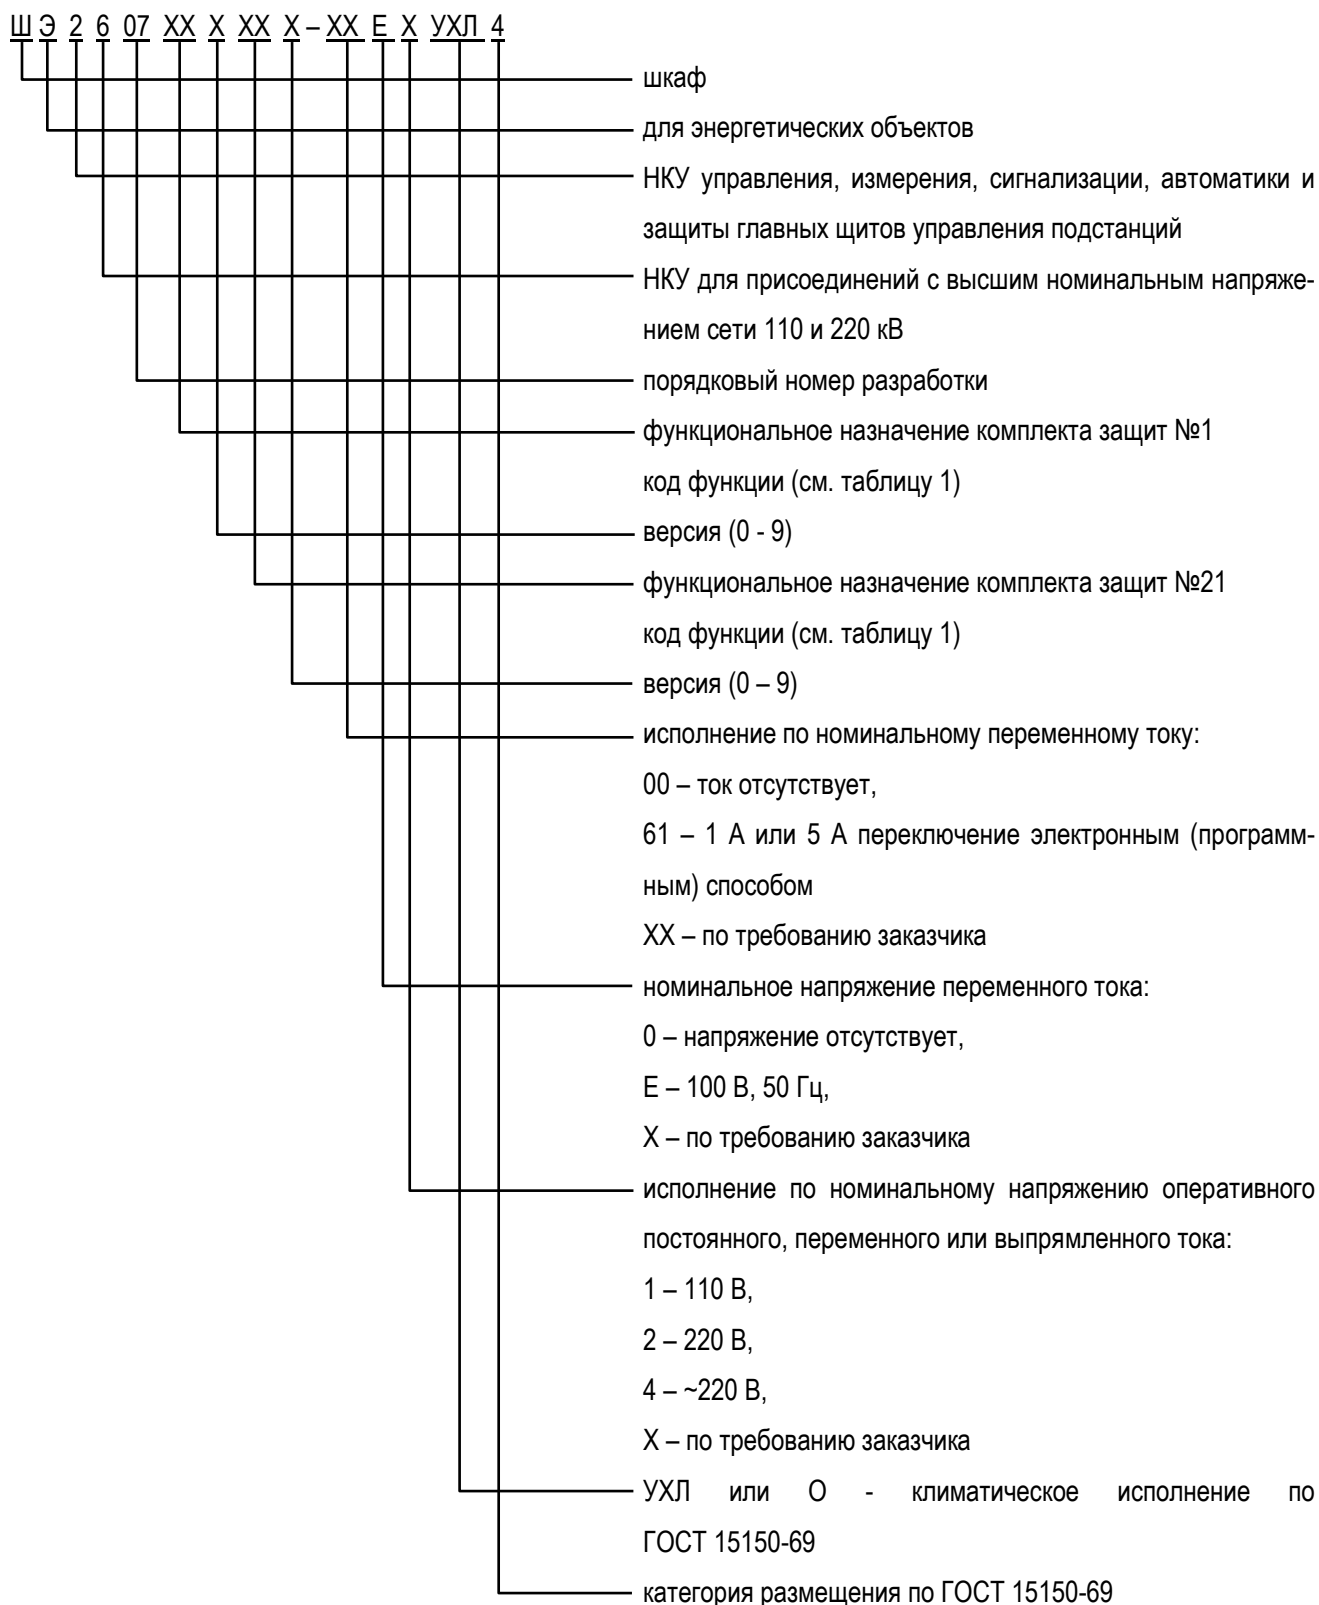 ШЭ2607 ХХ Х ХХ Х – ХХ Е Х УХЛ 4
шкаф
для энергетических объектов
НКУ управления, измерения, сигнализации, автоматики и
защиты главных щитов управления подстанций
НКУ для присоединений с высшим номинальным напряже-
нием сети 110 и 220 кВ
порядковый номер разработки
функциональное назначение комплекта защит №1
код функции (см. таблицу 1)
версия (0 - 9)
функциональное назначение комплекта защит №21
код функции (см. таблицу 1)
версия (0 – 9)
исполнение по номинальному переменному току:
00 – ток отсутствует,
61 – 1 А или 5 А переключение электронным (программ-
ным) способом
ХХ – по требованию заказчика
номинальное напряжение переменного тока:
0 – напряжение отсутствует,
Е – 100 В, 50 Гц,
Х – по требованию заказчика
исполнение по номинальному напряжению оперативного
постоянного, переменного или выпрямленного тока:
1 – 110 В,
2 – 220 В,
4 – ~220 В,
Х – по требованию заказчика
УХЛ или О - климатическое исполнение по
ГОСТ 15150-69
категория размещения по ГОСТ 15150-69